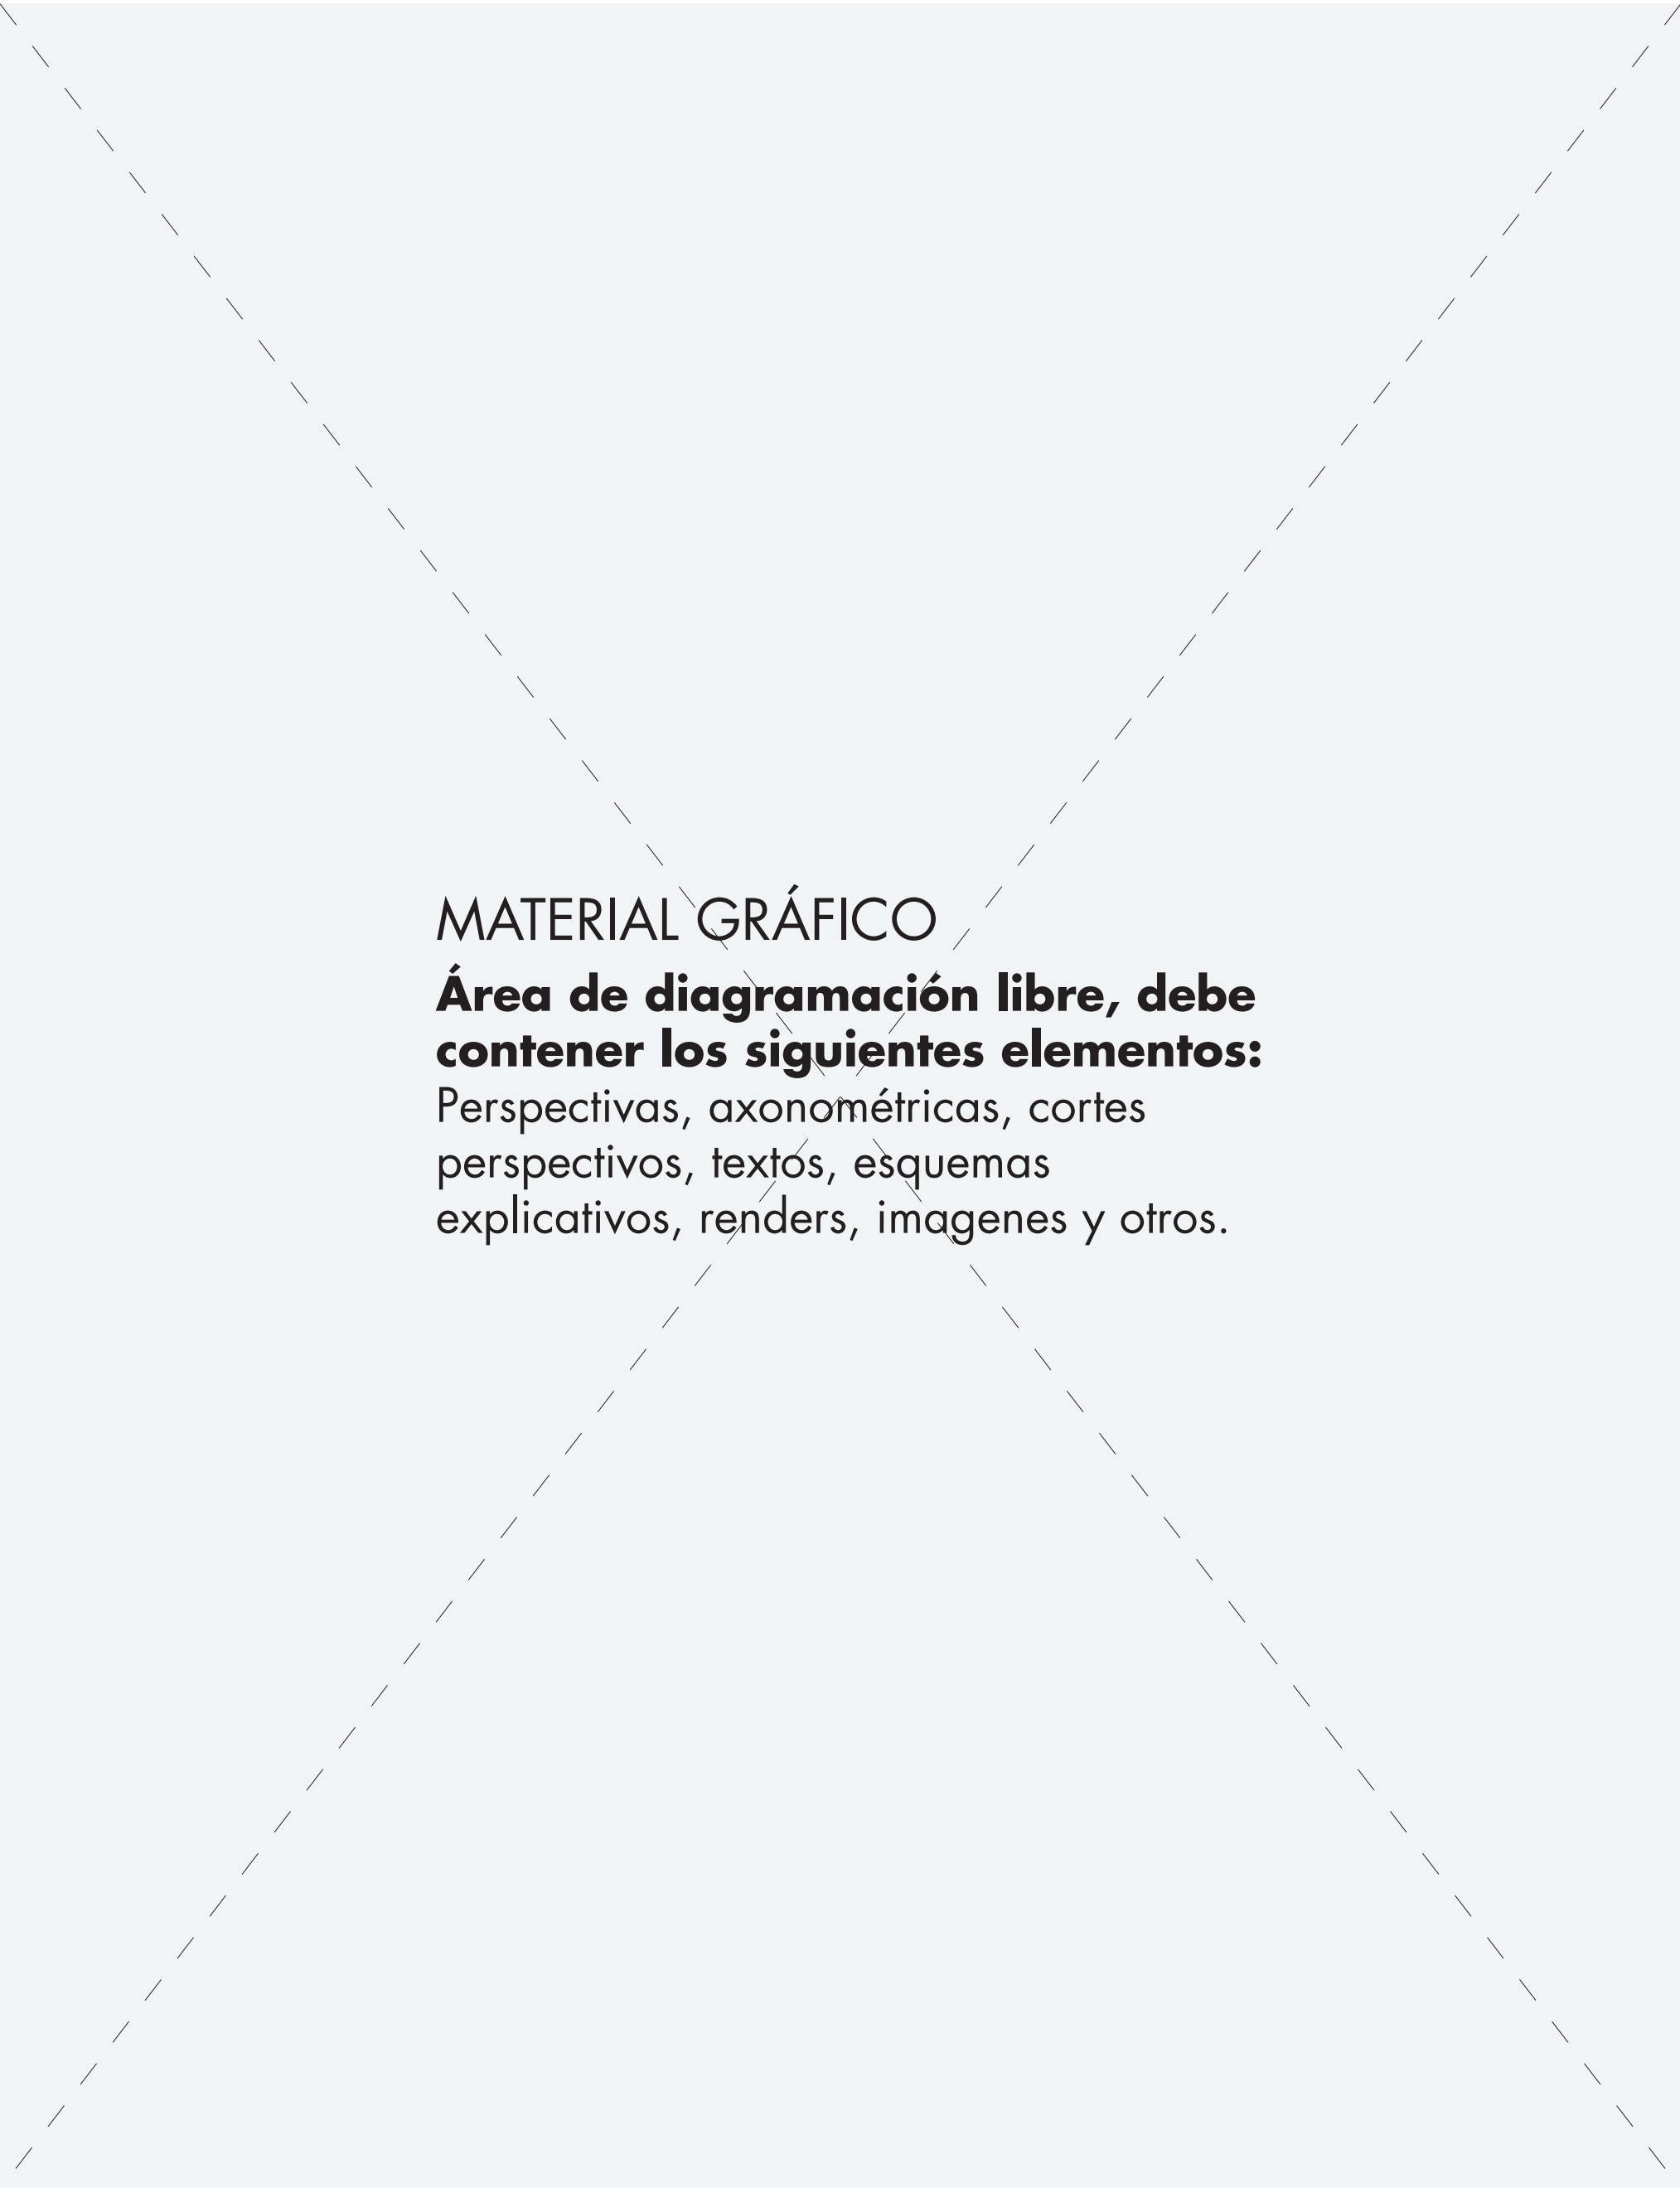 MATERIAL GRÁFICO
Área de diagramación libre, debe
contener los siguientes elementos:
Perspectivas, axonométricas, cortes
perspectivos, textos, esquemas
explicativos, renders, imagenes y otros.